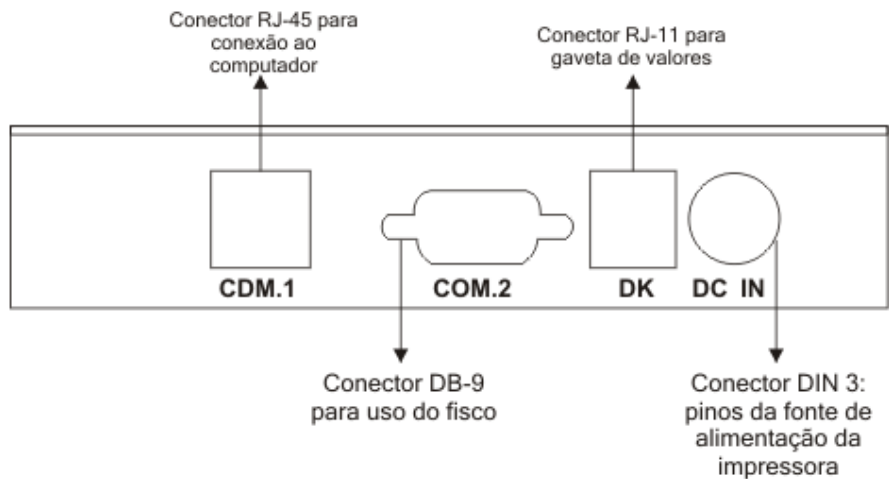 Conector RJ-45 para
conexão ao
computador
Conector RJ-11 para
gaveta de valores
CDM.1
COM.2
DK
DC IN
Conector DB-9
para uso do fisco
Conector DIN 3:
pinos da fonte de
alimentação da
impressora